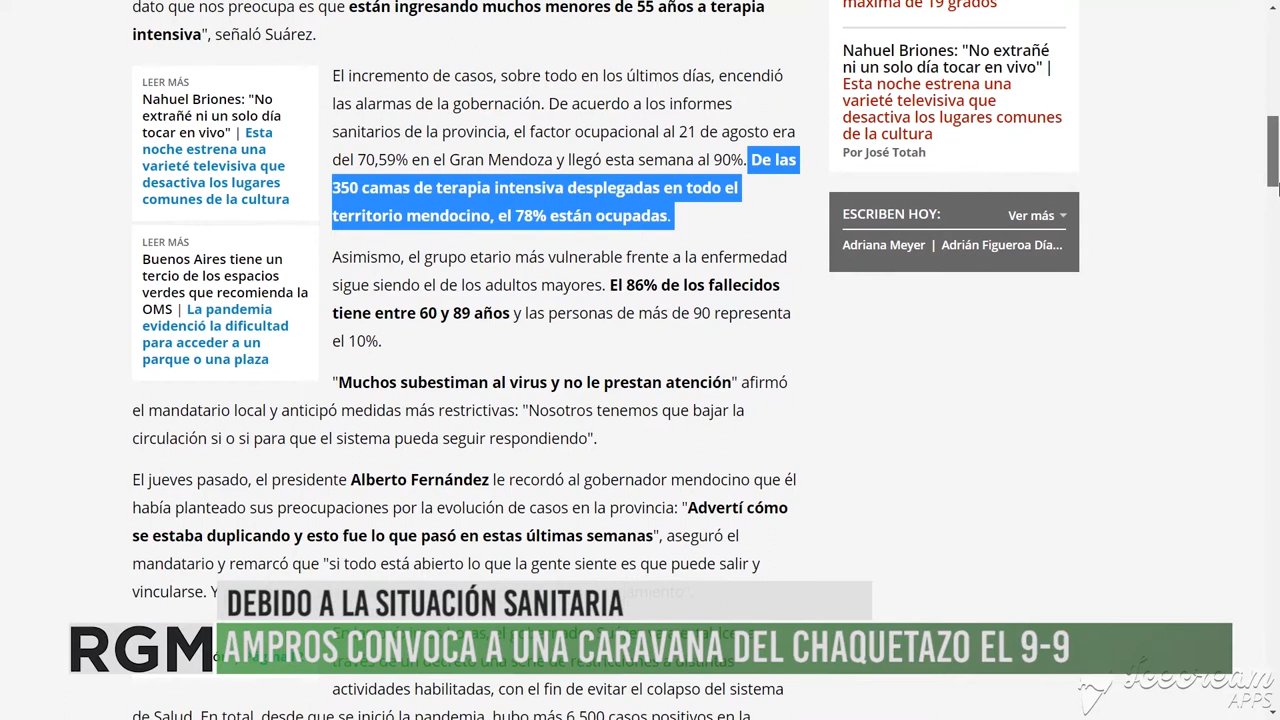 dato que nos preocupa es que están ingresando muchos menores de 55 años a terapia
intensiva", señaló Suárez.
LEER MÁS
Nahuel Briones: "No
extrañé ni un solo día
tocar en vivo" | Esta
noche estrena una
varieté televisiva que
desactiva los lugares
comunes de la cultura
LEER MÁS
Buenos Aires tiene un
tercio de los espacios
verdes que recomienda la
OMS | La pandemia
evidenció la dificultad
para acceder a un
parque o una plaza
El incremento de casos, sobre todo en los últimos días, encendió
las alarmas de la gobernación. De acuerdo a los informes
sanitarios de la provincia, el factor ocupacional al 21 de agosto era
del 70,59% en el Gran Mendoza y llegó esta semana al 90%. De las
350 camas de terapia intensiva desplegadas en todo el
territorio mendocino, el 78% están ocupadas.
Asimismo, el grupo etario más vulnerable frente a la enfermedad
sigue siendo el de los adultos mayores. El 86% de los fallecidos
tiene entre 60 y 89 años y las personas de más de 90 representa
el 10%.
"Muchos subestiman al virus y no le prestan atención" afirmó
el mandatario local y anticipó medidas más restrictivas: "Nosotros tenemos que bajar la
circulación si o si para que el sistema pueda seguir respondiendo".
El jueves pasado, el presidente Alberto Fernández le recordó al gobernador mendocino que él
había planteado sus preocupaciones por la evolución de casos en la provincia: "Advertí cómo
se estaba duplicando y esto fue lo que pasó en estas últimas semanas", aseguró el
mandatario y remarcó que "si todo está abierto lo que la gente siente es que puede salir y
vincularse. Y
actividades habilitadas, con el fin de evitar el colapso del sistema
de Salud. En total, desde que se inició la pandemia, hubo más 6.500 casos positivos en la
máxima de 19 grados
Nahuel Briones: "No extrañé
ni un solo día tocar en vivo" |
Esta noche estrena una
varieté televisiva que
desactiva los lugares comunes
de la cultura
Por José Totah
ESCRIBEN HOY:
Ver más
Adriana Meyer | Adrián Figueroa Día...
DEBIDO A LA SITUACIÓN SANITARIA
RGM
AMPROS CONVOCA A UNA CARAVANA DEL CHAQUETAZO EL 9-9
Icecream
APPS